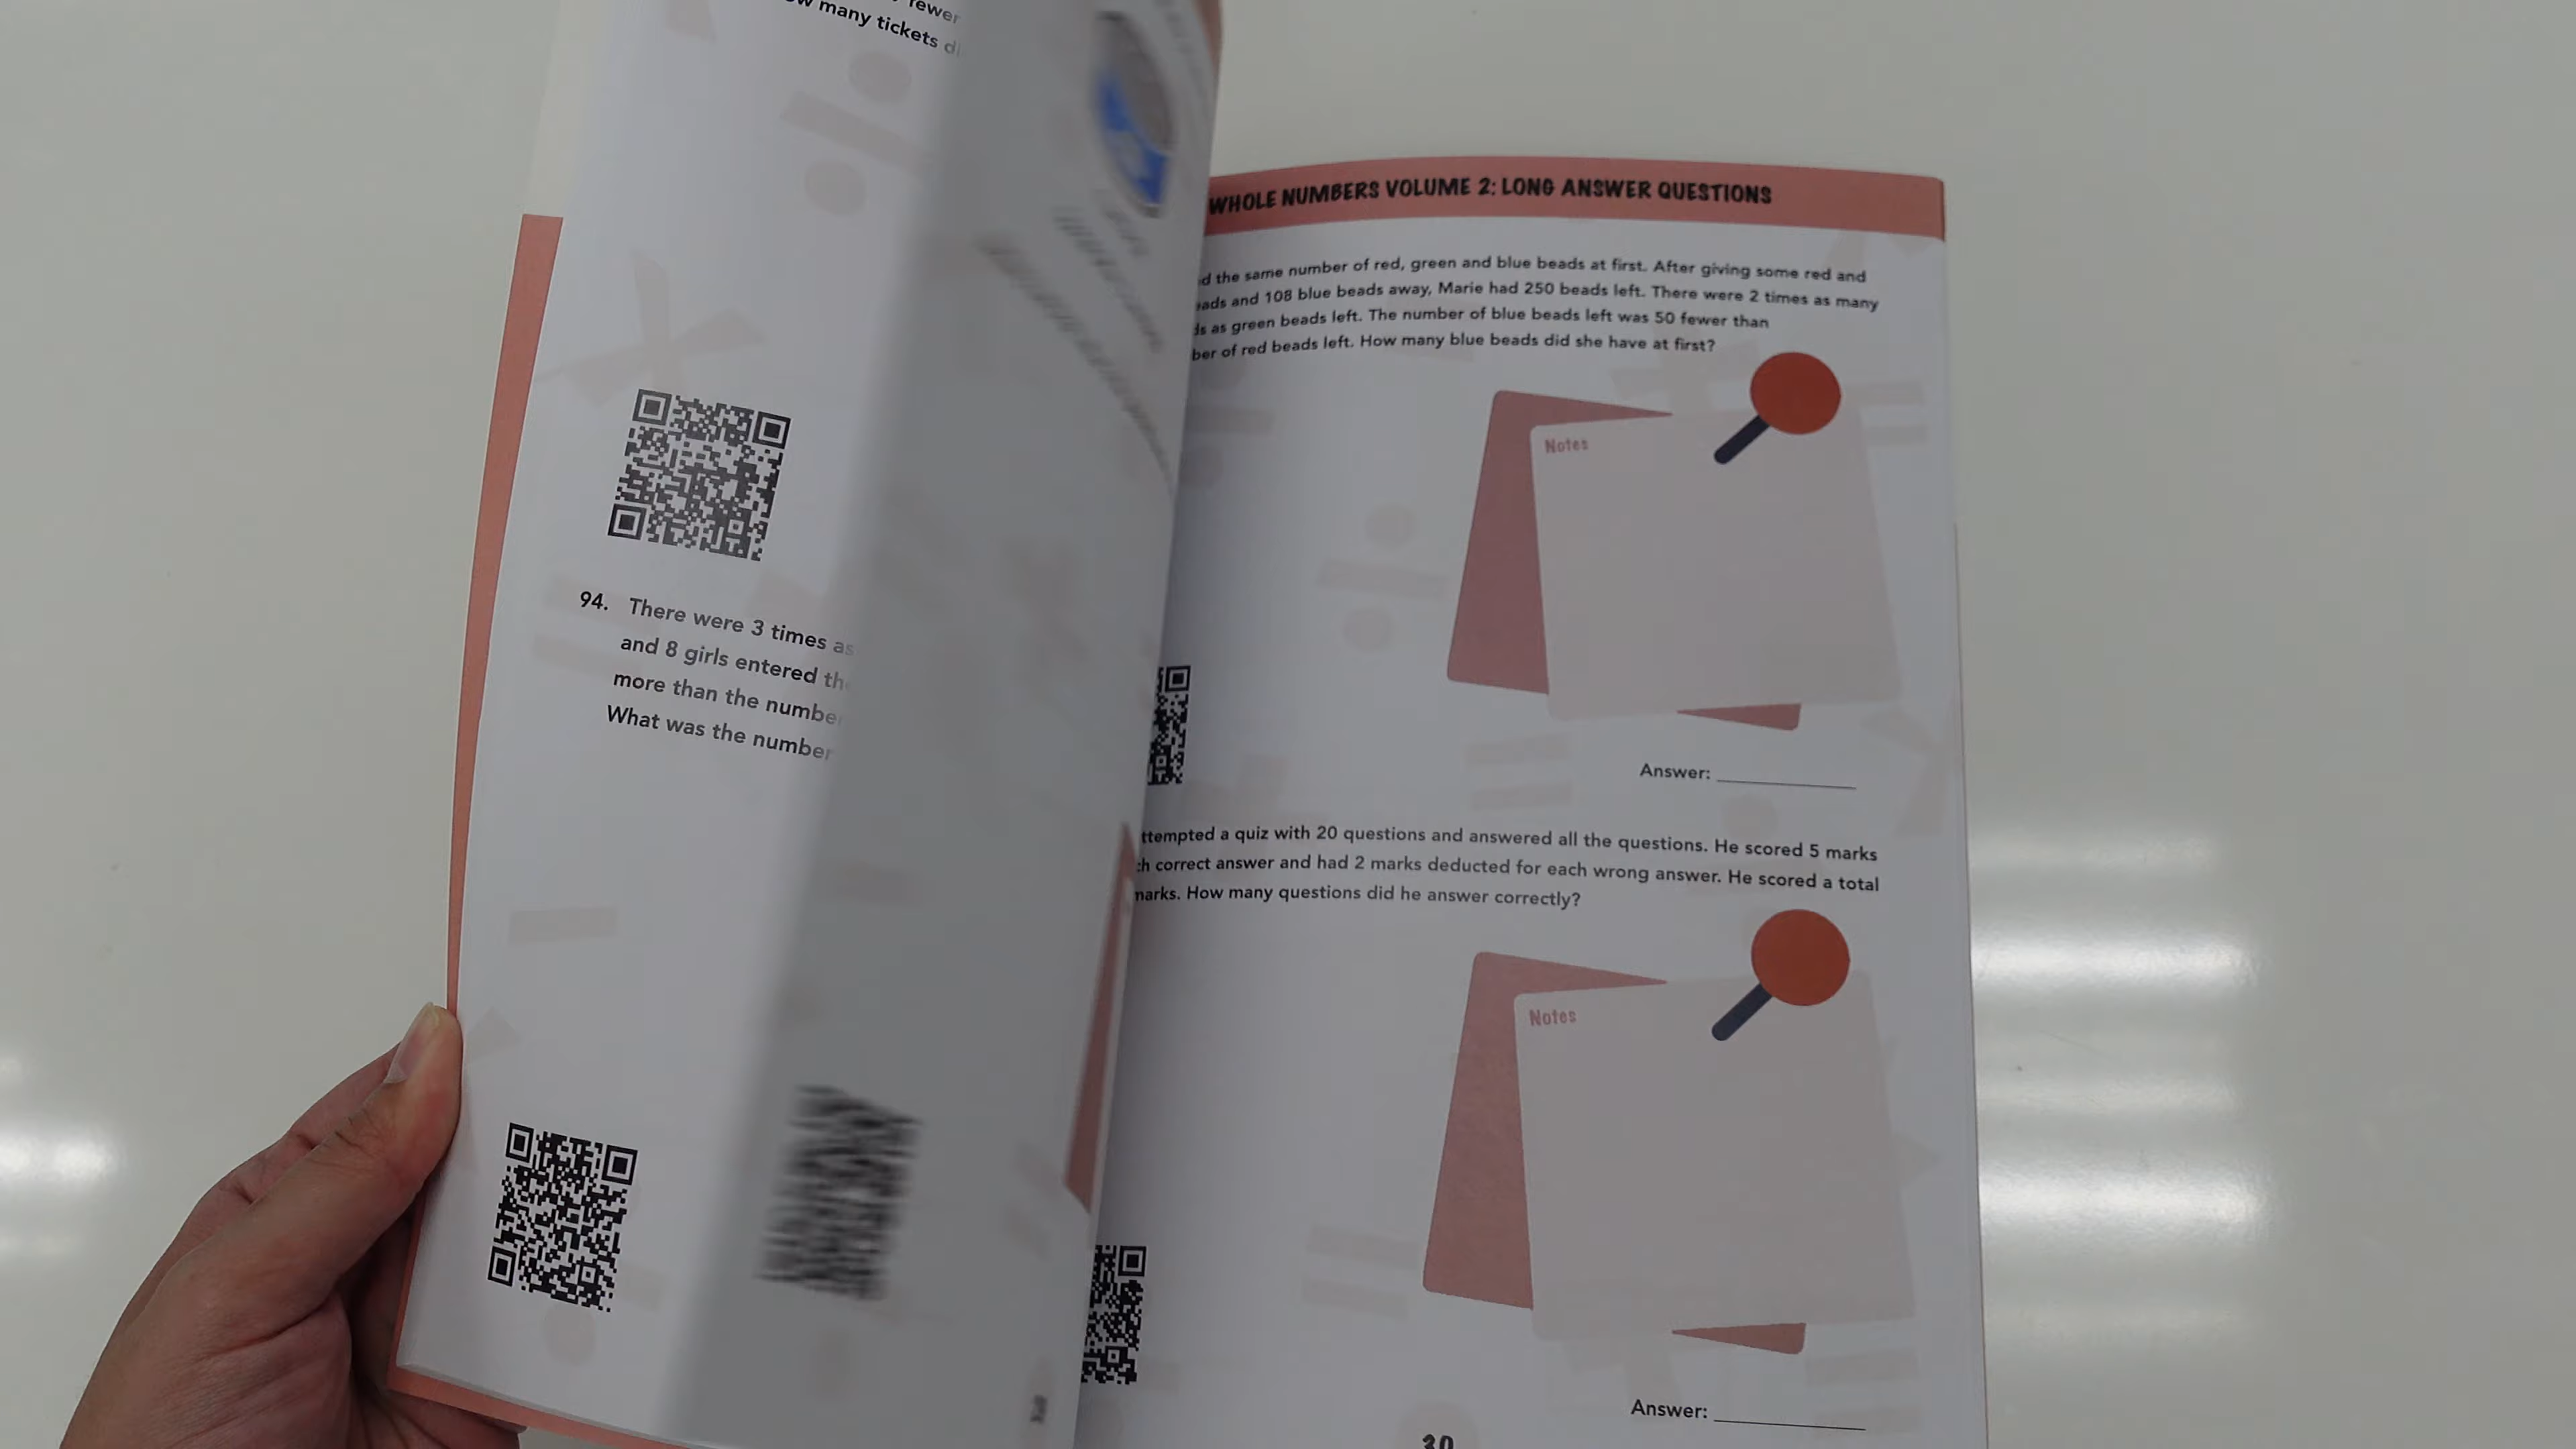 many tickets
94. There were 3 times as
and 8 girls entered the
more than the number
What was the number
WHOLE NUMBERS VOLUME 2: LONG ANSWER QUESTIONS
the same number of red, green and blue beads at first. After giving some red and
and 108 blue beads away, Marie had 250 beads left. There were 2 times as many
as green beads left. The number of blue beads left was 50 fewer than
of red beads left. How many blue beads did she have at first?
Notes
Answer:
ttempted a quiz with 20 questions and answered all the questions. He scored 5 marks
correct answer and had 2 marks deducted for each wrong answer. He scored a total
marks. How many questions did he answer correctly?
Notes
Answer: